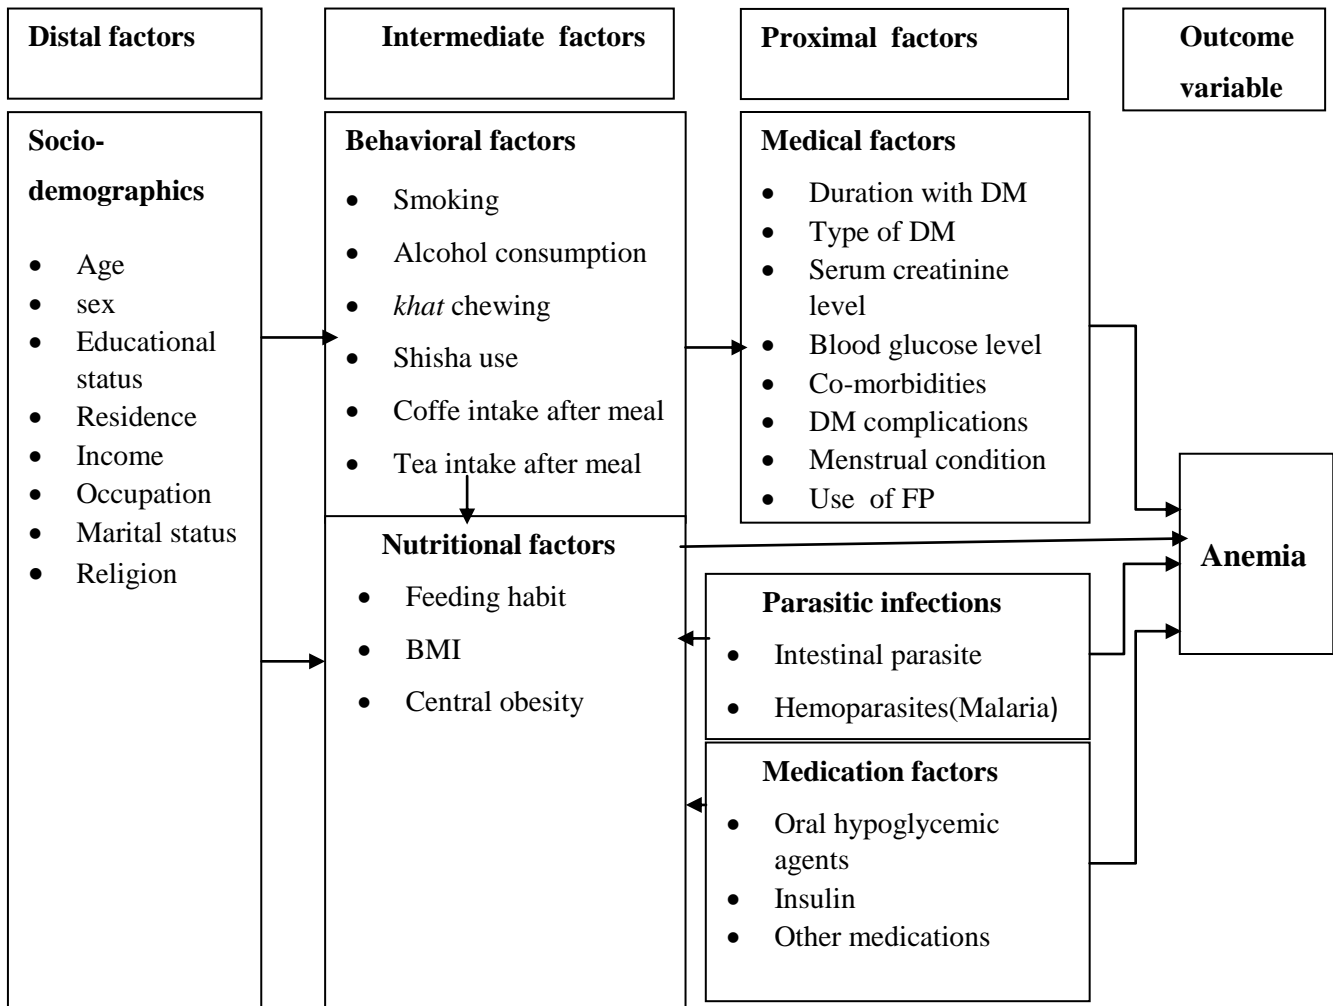 Distal factors
Intermediate factors
Proximal factors
Outcome
variable
Socio-
demographics
• Age
• sex
• Educational
status
• Residence
• Income
• Occupation
• Marital status
• Religion
Behavioral factors
• Smoking
• Alcohol consumption
• khat chewing
• Shisha use
• Coffe intake after meal
• Tea intake after meal
Nutritional factors
• Feeding habit
• BMI
• Central obesity
Medical factors
• Duration with DM
• Type of DM
• Serum creatinine
level
• Blood glucose level
• Co-morbidities
• DM complications
• Menstrual condition
• Use of FP
Parasitic infections
• Intestinal parasite
• Hemoparasites(Malaria)
Medication factors
• Oral hypoglycemic
agents
• Insulin
• Other medications
Anemia